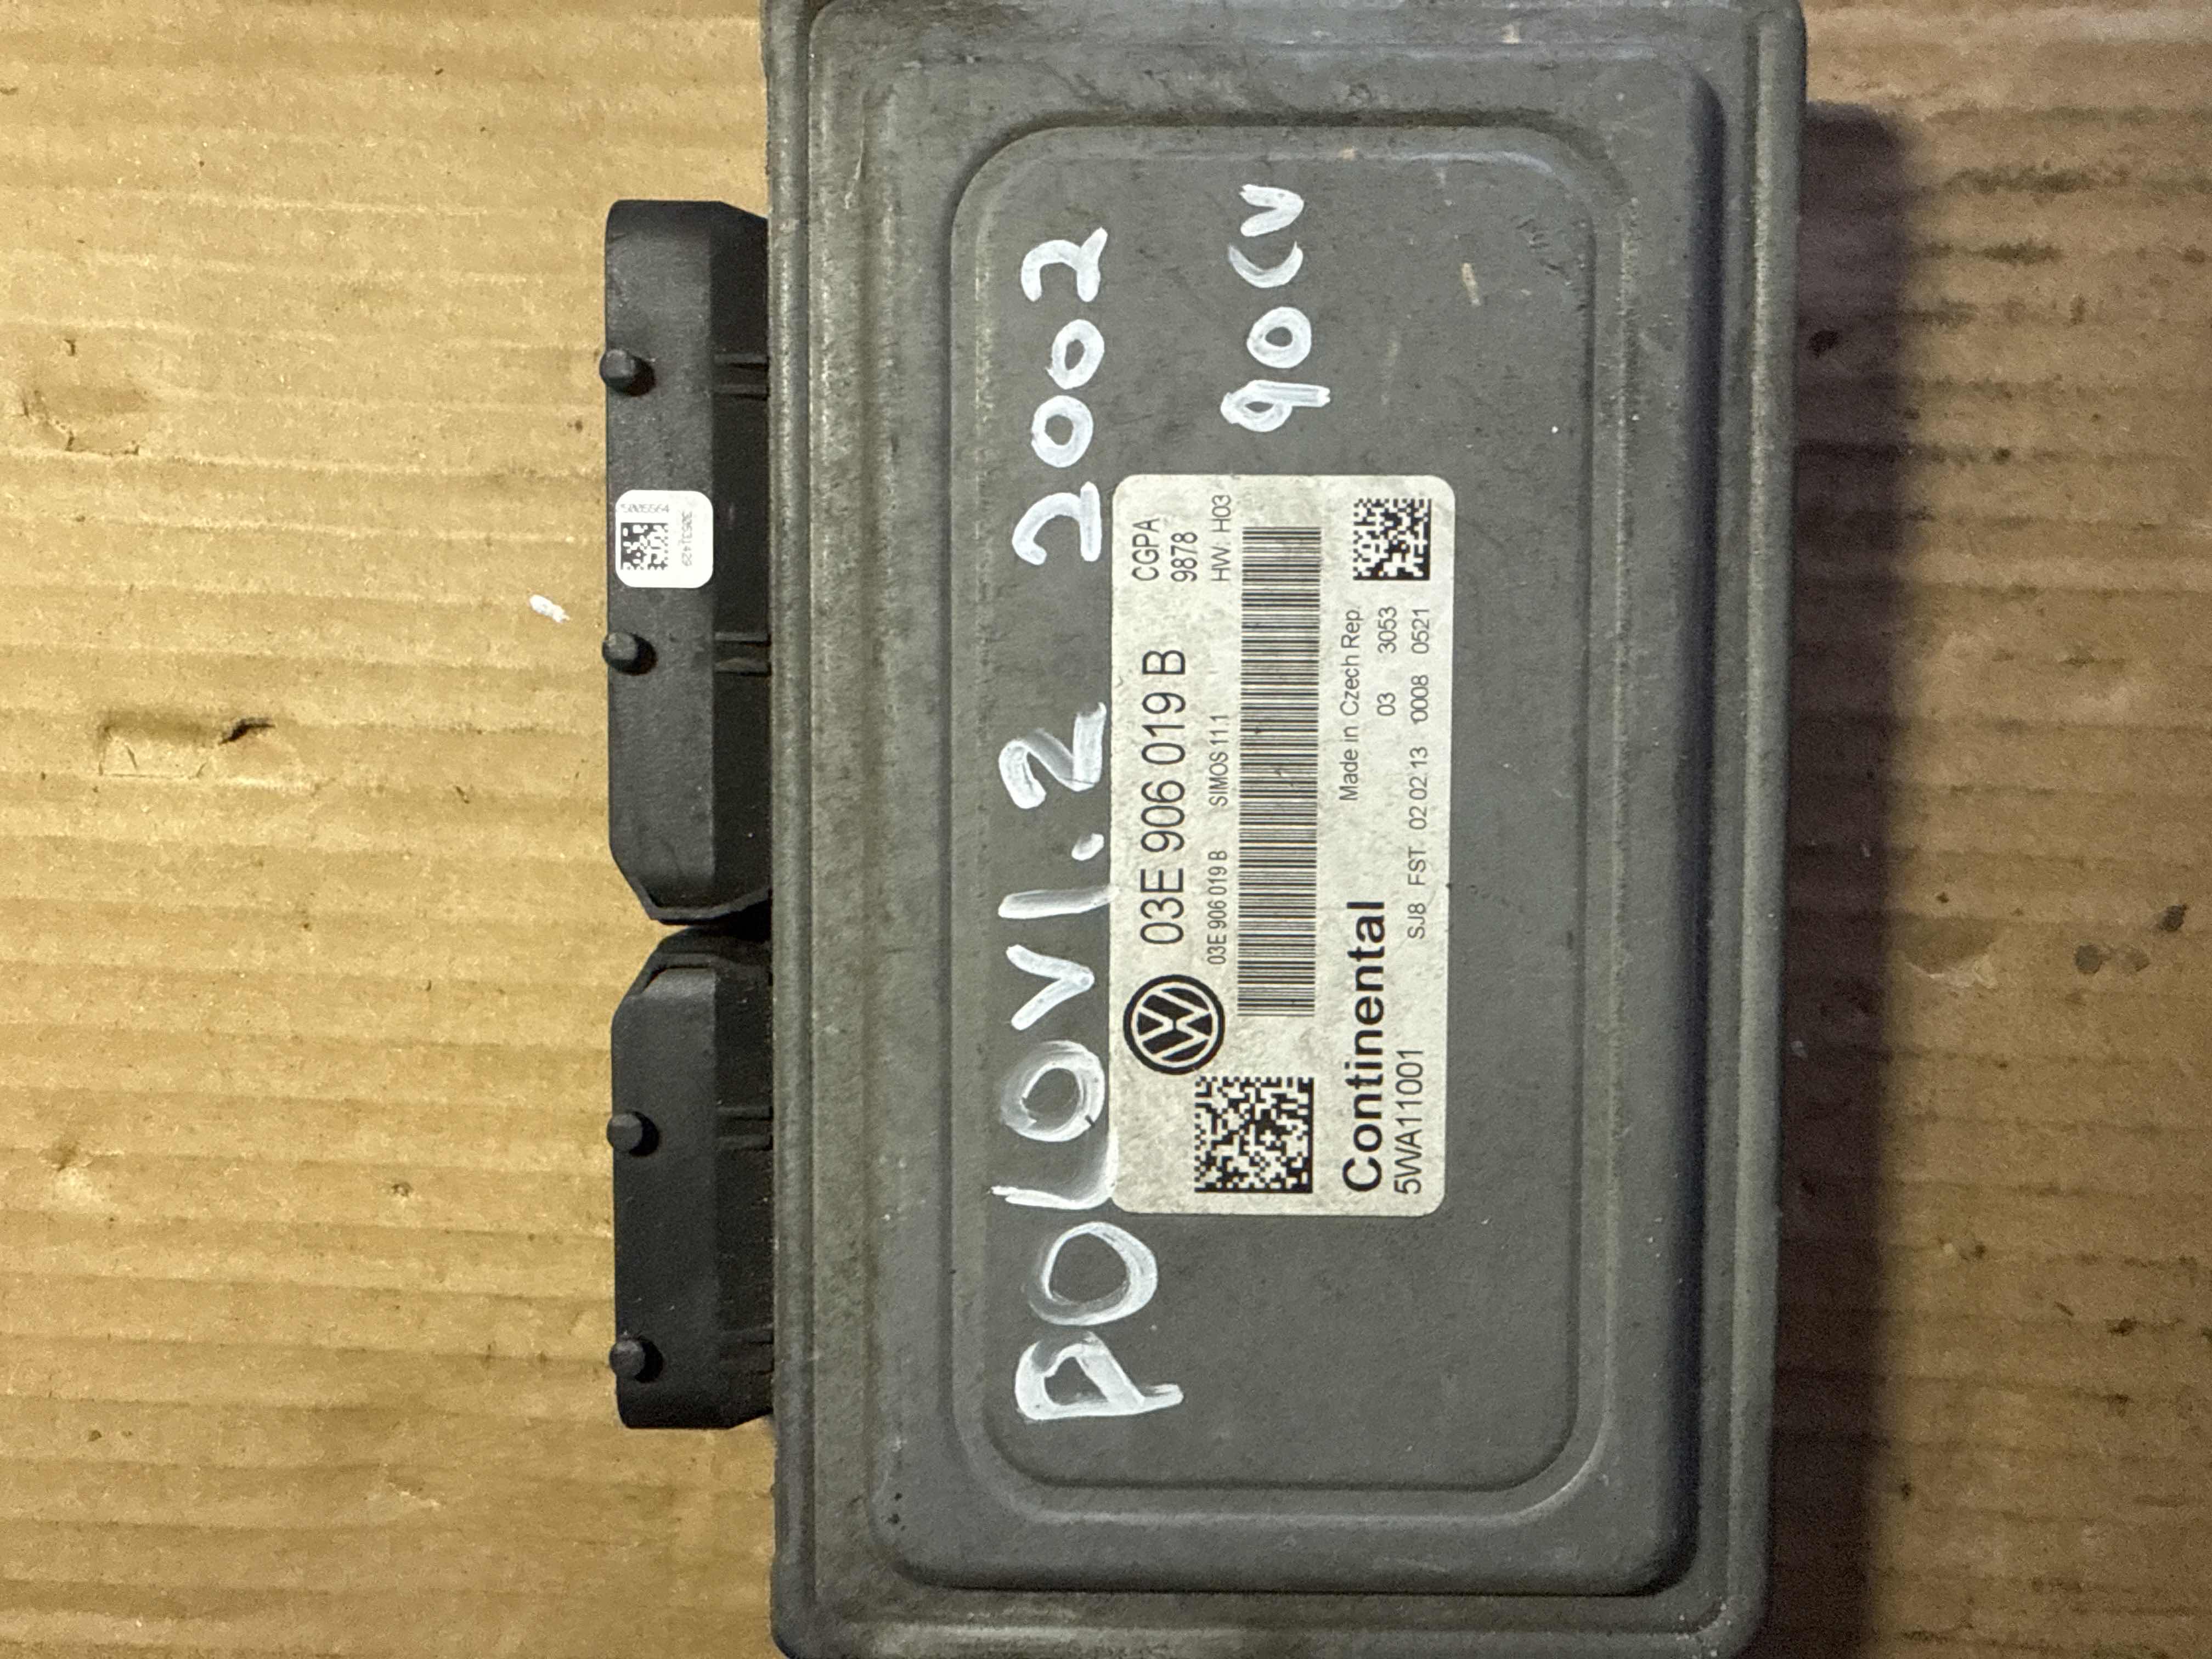 POLO V 1.2 2002
90CV
03E 906 019 B
CGPA
9878
03E 906 019 B SIMOS 11.1 HW: H03
Continental
Made in Czech Rep.
5WA11001
03 3053
SJ8 FST 02 02 13 0008 0521